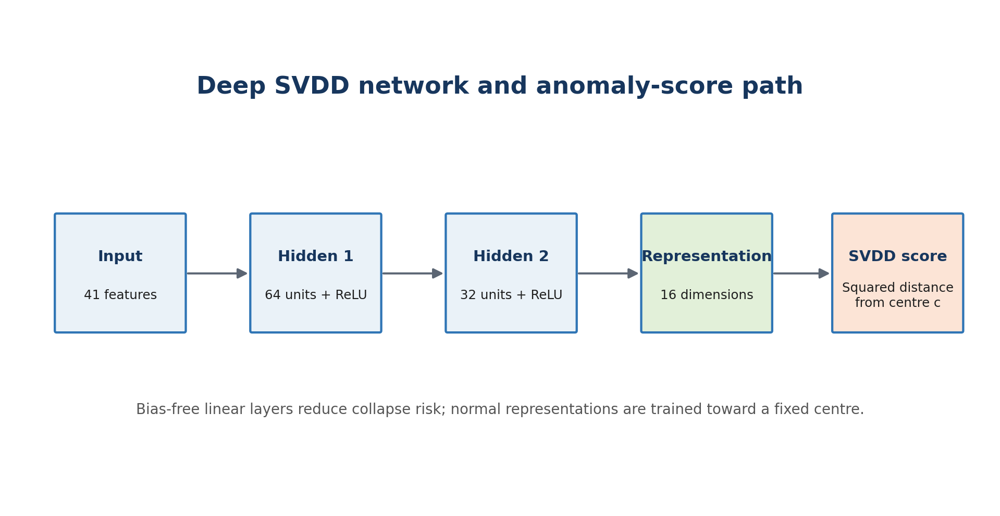 Deep SVDD network and anomaly-score path
Input
41 features
Hidden 1
64 units + ReLU
Hidden 2
32 units + ReLU
Representation
16 dimensions
SVDD score
Squared distance
from centre c
Bias-free linear layers reduce collapse risk; normal representations are trained toward a fixed centre.